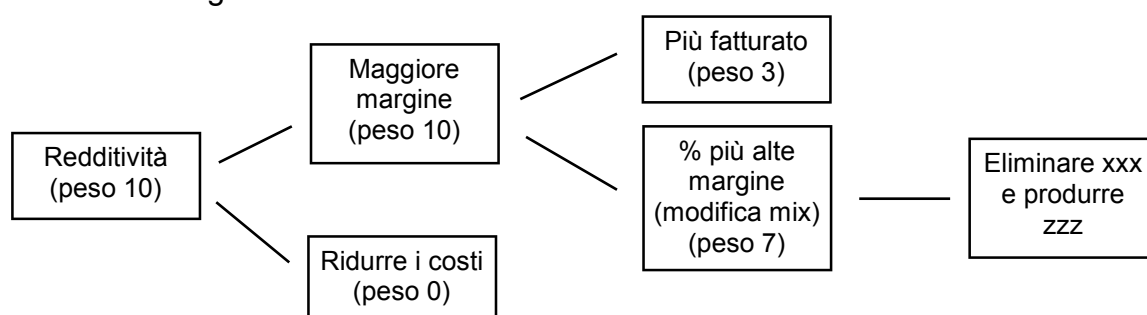 Redditività
(peso 10)
Maggiore
margine
(peso 10)
Ridurre i costi
(peso 0)
Più fatturato
(peso 3)
% più alte
margine
(modifica mix)
(peso 7)
Eliminare xxx
e produrre
zzz